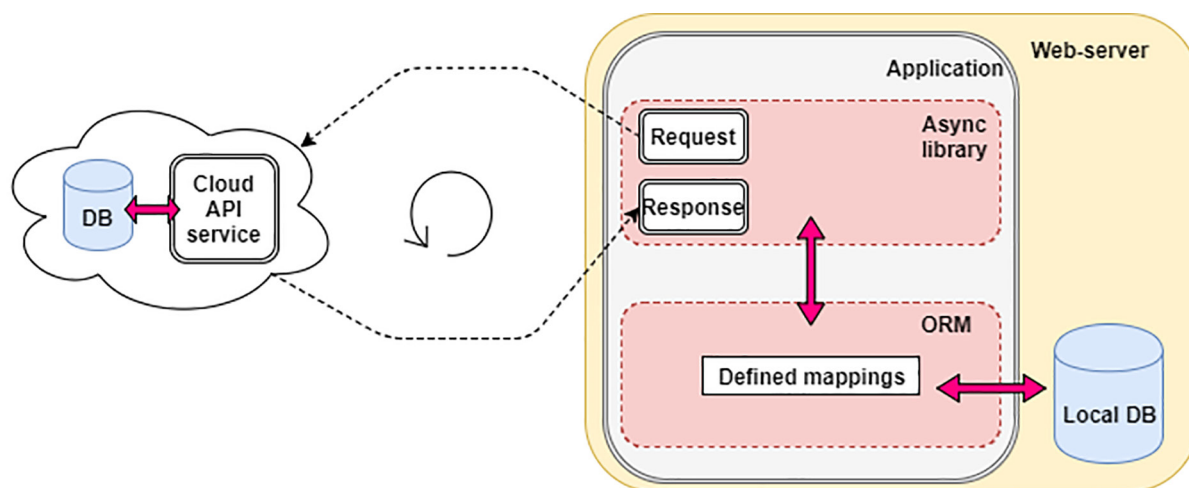 Web-server
Application
Async
library
Request
Response
DB
Cloud
API
service
ORM
Defined mappings
Local DB